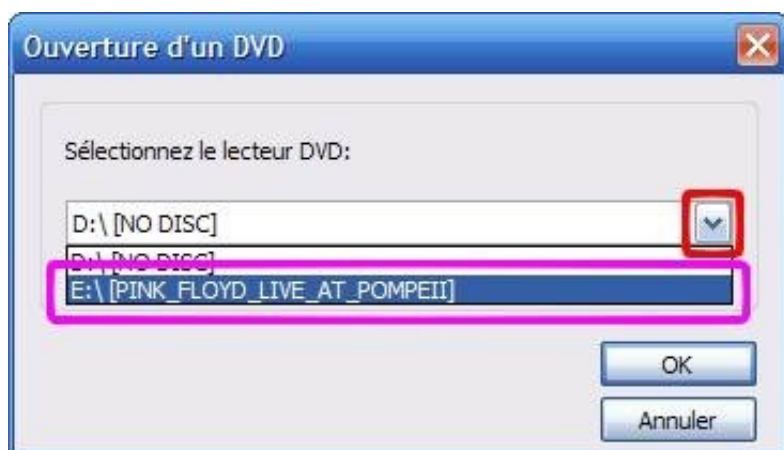 Ouverture d'un DVD
Sélectionnez le lecteur DVD:
D:\ [NO DISC]
D:\ [NO DISC]
E:\ [PINK_FLOYD_LIVE_AT_POMPEII]
OK
Annuler